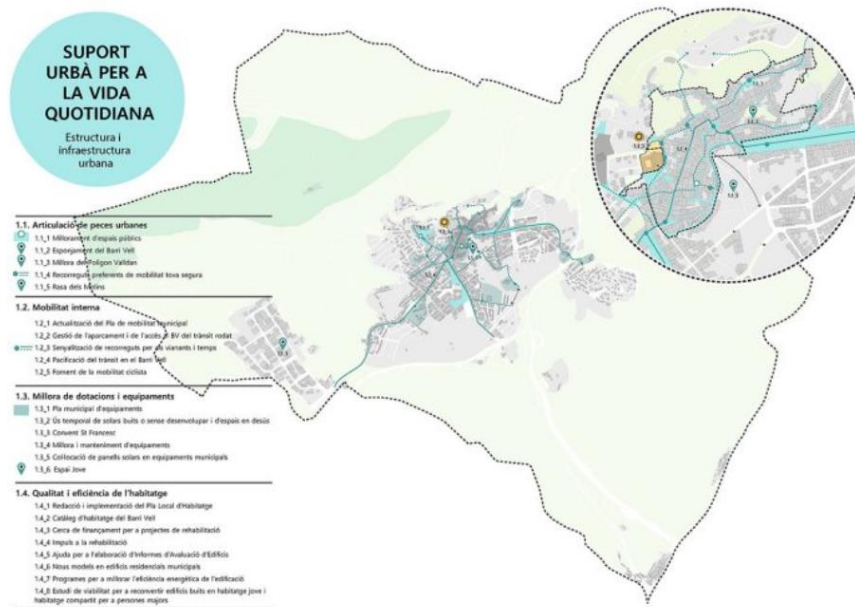 SUPORT
URBÀ PER A
LA VIDA
QUOTIDIANA
Estructura i
infraestructura
urbana
1.1. Articulació de peces urbanes
1.1_1 Millorament d'espais públics
1.1_2 Esponjament del Barri Vell
1.1_3 Millora del Polígon Valldan
1.1_4 Recorreguts preferents de mobilitat tova segura
1.1_5 Rasa dels Molins
1.2. Mobilitat interna
1.2_1 Actualització del Pla de mobilitat municipal
1.2_2 Gestió de l'aparcament i de l'accés al BV del trànsit rodat
1.2_3 Senyalització de recorreguts per als vianants i temps
1.2_4 Pacificació del trànsit en el Barri Vell
1.2_5 Foment de la mobilitat ciclista
1.3. Millora de dotacions i equipaments
1.3_1 Pla municipal d'equipaments
1.3_2 Ús temporal de solars buits o sense desenvolupar i d'espais en desús
1.3_3 Convent St Francesc
1.3_4 Millora i manteniment d'equipaments
1.3_5 Col·locació de panells solars en equipaments municipals
1.3_6 Espai Jove
1.4. Qualitat i eficiència de l'habitatge
1.4_1 Redacció i implementació del Pla Local d'Habitatge
1.4_2 Catàleg d'habitatge del Barri Vell
1.4_3 Cerca de finançament per a projectes de rehabilitació
1.4_4 Impuls a la rehabilitació
1.4_5 Ajuda per a l'elaboració d'Informes d'Avaluació d'Edificis
1.4_6 Nous models en edificis residencials municipals
1.4_7 Programes per a millorar l'eficiència energètica de l'edificació
1.4_8 Estudi de viabilitat per a reconvertir edificis buits en habitatge jove i
habitatge compartit per a persones majors